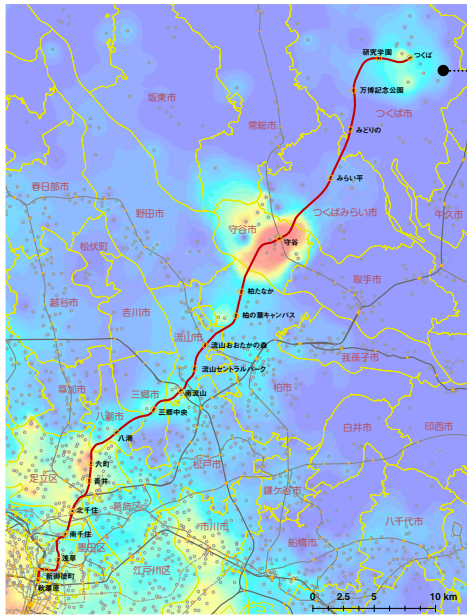 研究学園
つくば
万博記念公園
坂東市
つくば市
常総市
みどりの
みらい平
春日部市
牛久市
野田市
つくばみらい市
守谷市
松伏町
守谷
取手市
柏たなか
越谷市
吉川市
柏の葉キャンパス
流山市
流山おおたかの森
我孫子市
流山セントラルパーク
柏市
草加市
三郷市
南流山
三郷中央
八潮市
白井市
印西市
八潮
松戸市
六町
足立区
青井
鎌ケ谷市
北千住
葛飾区
八千代市
市川市
南千住
墨田区
船橋市
浅草
江戸川区
新御徒町
秋葉原
0 2.5 5 10 km